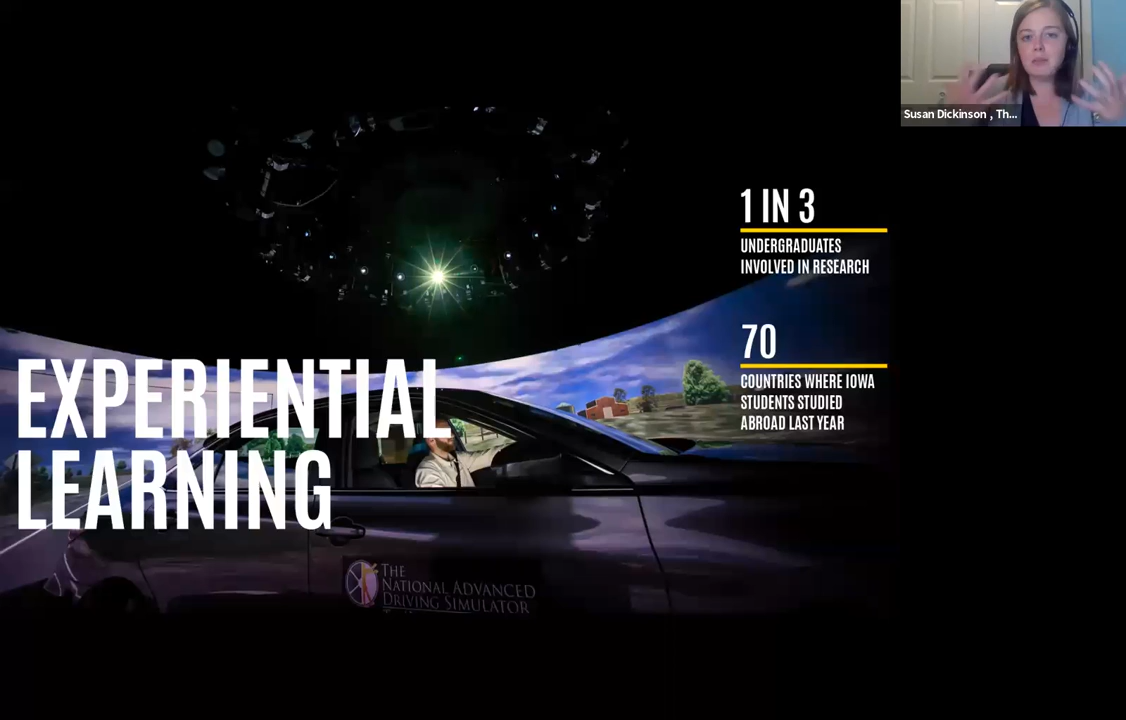 Susan Dickinson , Th...
1 IN 3
UNDERGRADUATES
INVOLVED IN RESEARCH
70
COUNTRIES WHERE IOWA
STUDENTS STUDIED
ABROAD LAST YEAR
EXPERIENTIAL
LEARNING
THE
NATIONAL ADVANCED
DRIVING SIMULATOR